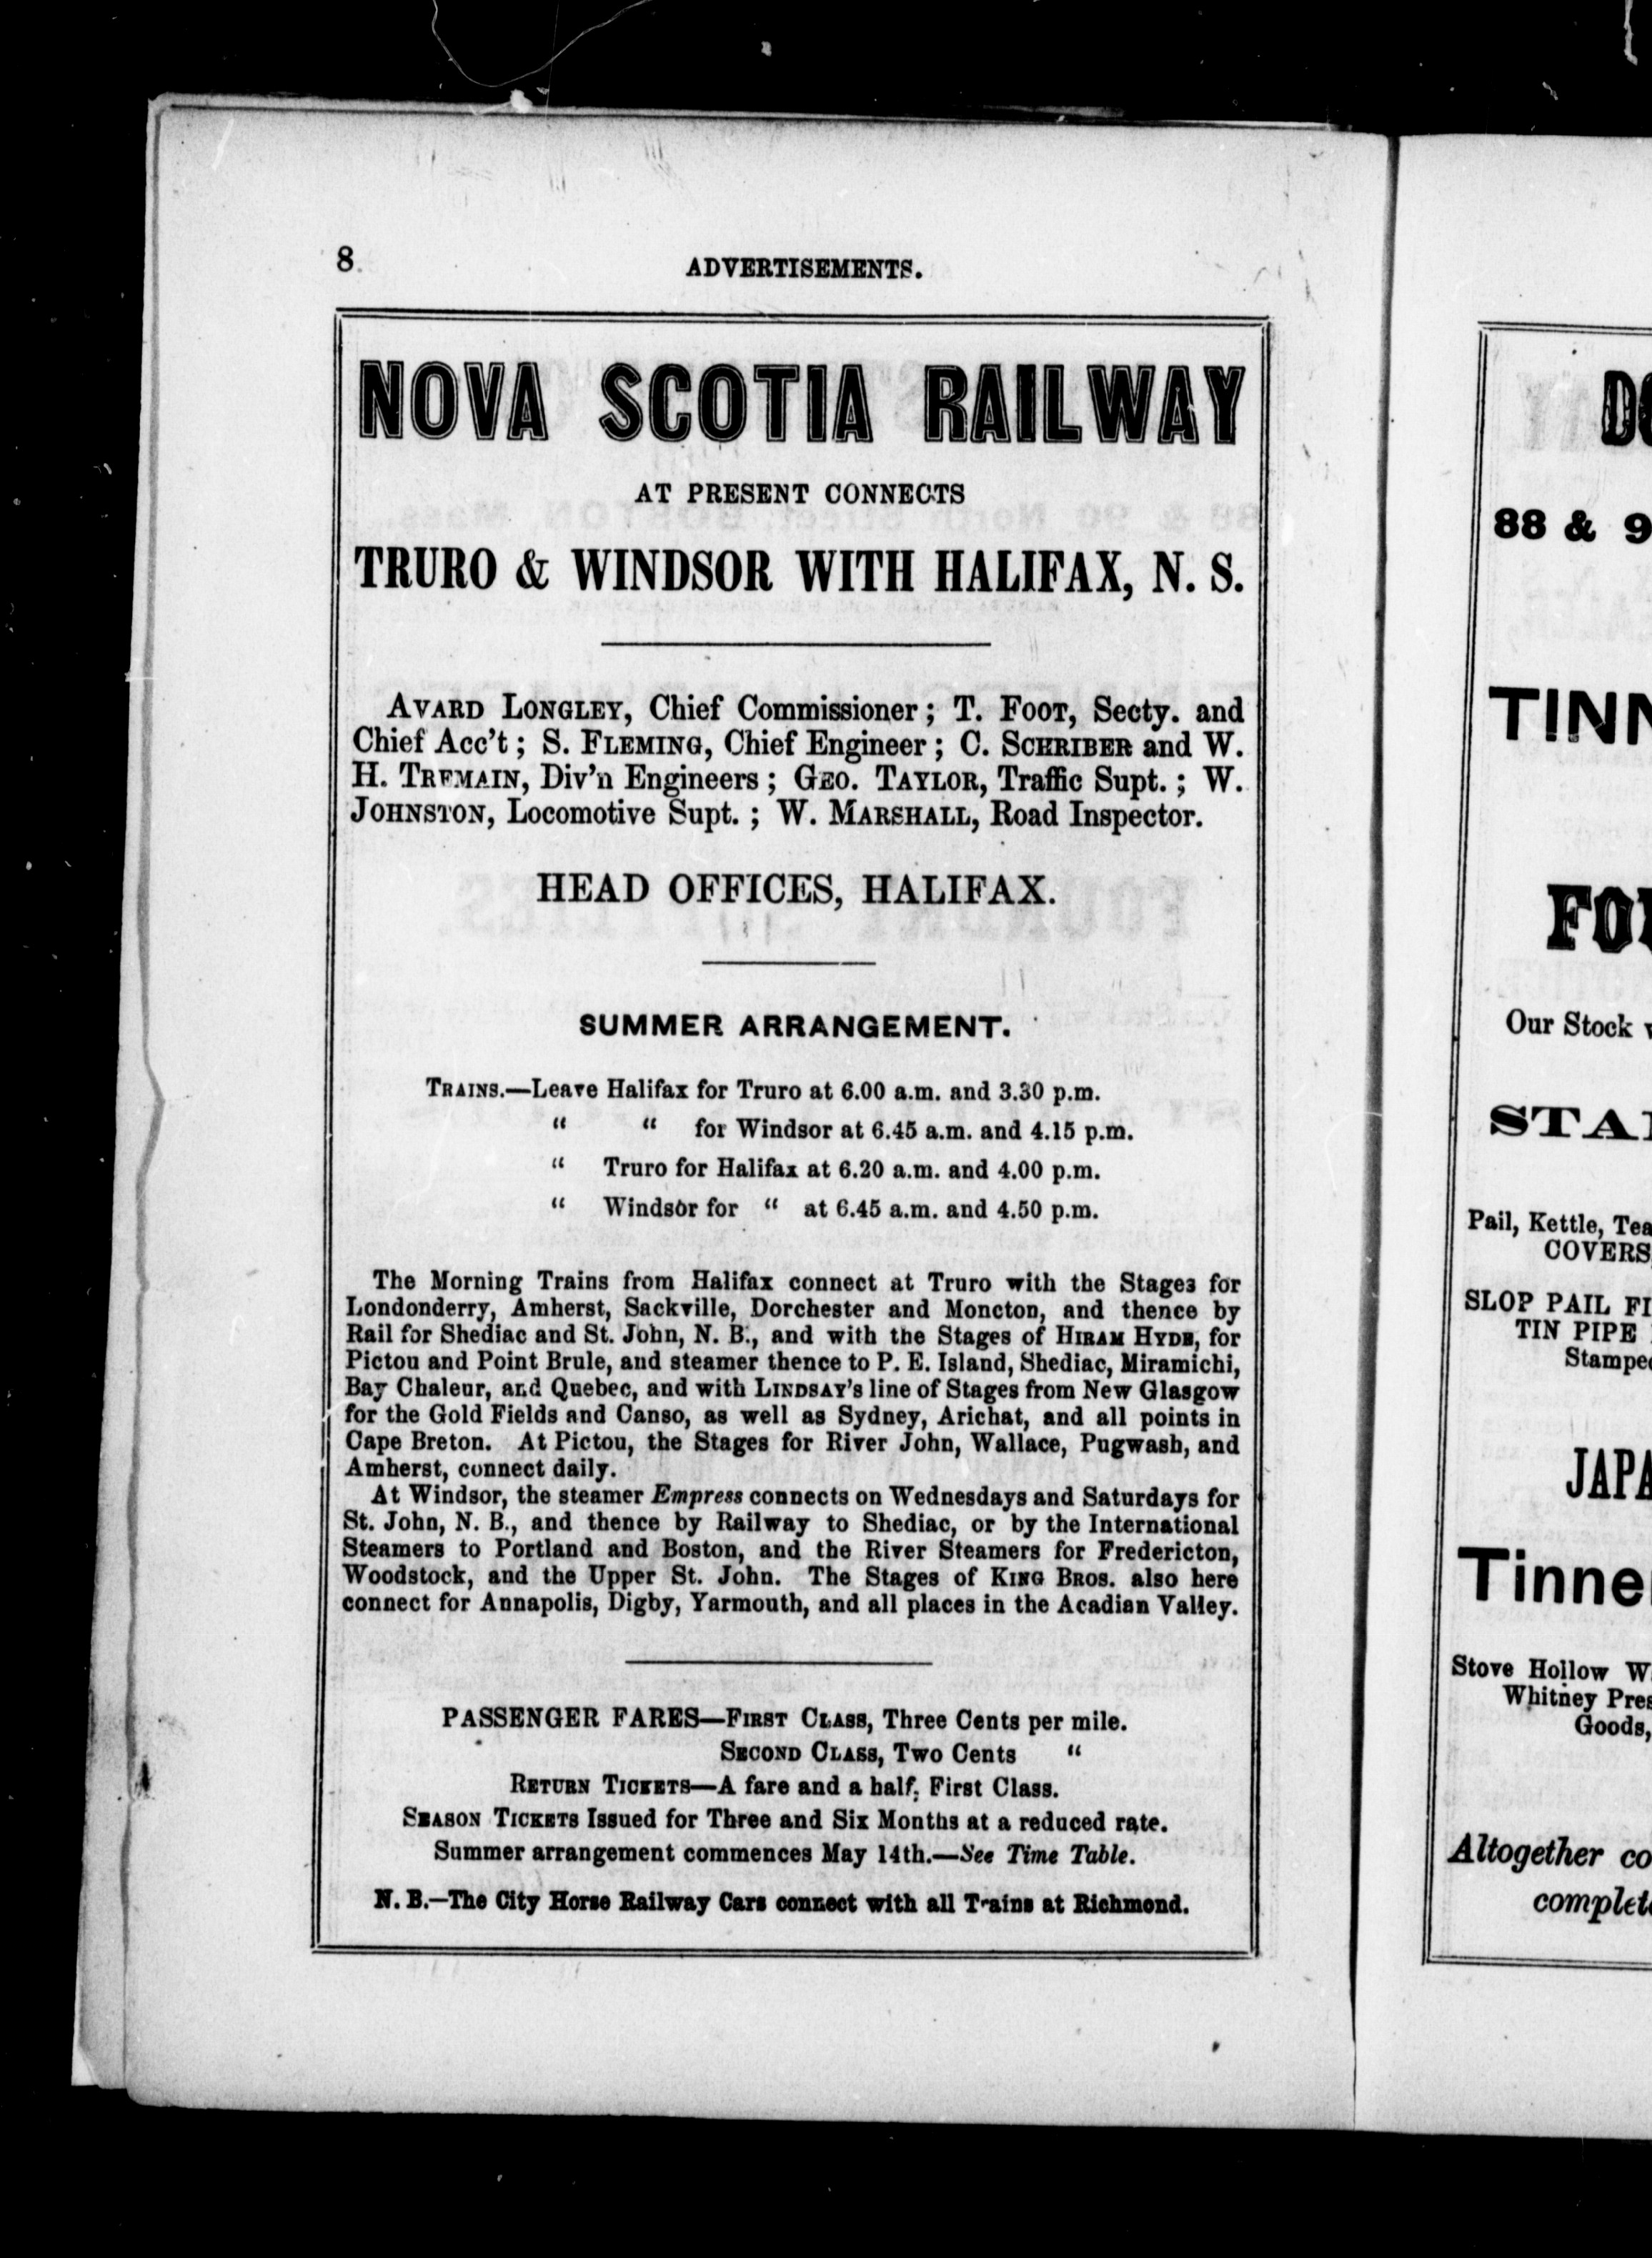 8
ADVERTISEMENTS.
NOVA SCOTIA RAILWAY
AT PRESENT CONNECTS
TRURO & WINDSOR WITH HALIFAX, N. S.
AVARD LONGLEY, Chief Commissioner; T. FOOT, Secty. and
Chief Acc't; S. FLEMING, Chief Engineer; C. SCHRIBER and W.
H. TREMAIN, Div'n Engineers; GEO. TAYLOR, Traffic Supt.; W.
JOHNSTON, Locomotive Supt.; W. MARSHALL, Road Inspector.
HEAD OFFICES, HALIFAX.
SUMMER ARRANGEMENT.
TRAINS.—Leave Halifax for Truro at 6.00 a.m. and 3.30 p.m.
" " for Windsor at 6.45 a.m. and 4.15 p.m.
" Truro for Halifax at 6.20 a.m. and 4.00 p.m.
" Windsor for " at 6.45 a.m. and 4.50 p.m.
The Morning Trains from Halifax connect at Truro with the Stages for
Londonderry, Amherst, Sackville, Dorchester and Moncton, and thence by
Rail for Shediac and St. John, N. B., and with the Stages of HIRAM HYDE, for
Pictou and Point Brule, and steamer thence to P. E. Island, Shediac, Miramichi,
Bay Chaleur, and Quebec, and with LINDSAY's line of Stages from New Glasgow
for the Gold Fields and Canso, as well as Sydney, Arichat, and all points in
Cape Breton. At Pictou, the Stages for River John, Wallace, Pugwash, and
Amherst, connect daily.
At Windsor, the steamer Empress connects on Wednesdays and Saturdays for
St. John, N. B., and thence by Railway to Shediac, or by the International
Steamers to Portland and Boston, and the River Steamers for Fredericton,
Woodstock, and the Upper St. John. The Stages of KING BROS. also here
connect for Annapolis, Digby, Yarmouth, and all places in the Acadian Valley.
PASSENGER FARES—FIRST CLASS, Three Cents per mile.
SECOND CLASS, Two Cents "
RETURN TICKETS—A fare and a half, First Class.
SEASON TICKETS Issued for Three and Six Months at a reduced rate.
Summer arrangement commences May 14th.—See Time Table.
N. B.—The City Horse Railway Cars connect with all Trains at Richmond.
88 & 9
Our Stock
Pail, Kettle, Tea
COVERS
SLOP PAIL FI
TIN PIPE
Stampe
JAPA
Tinne
Stove Hollow W
Whitney Pres
Goods,
Altogether co
complet